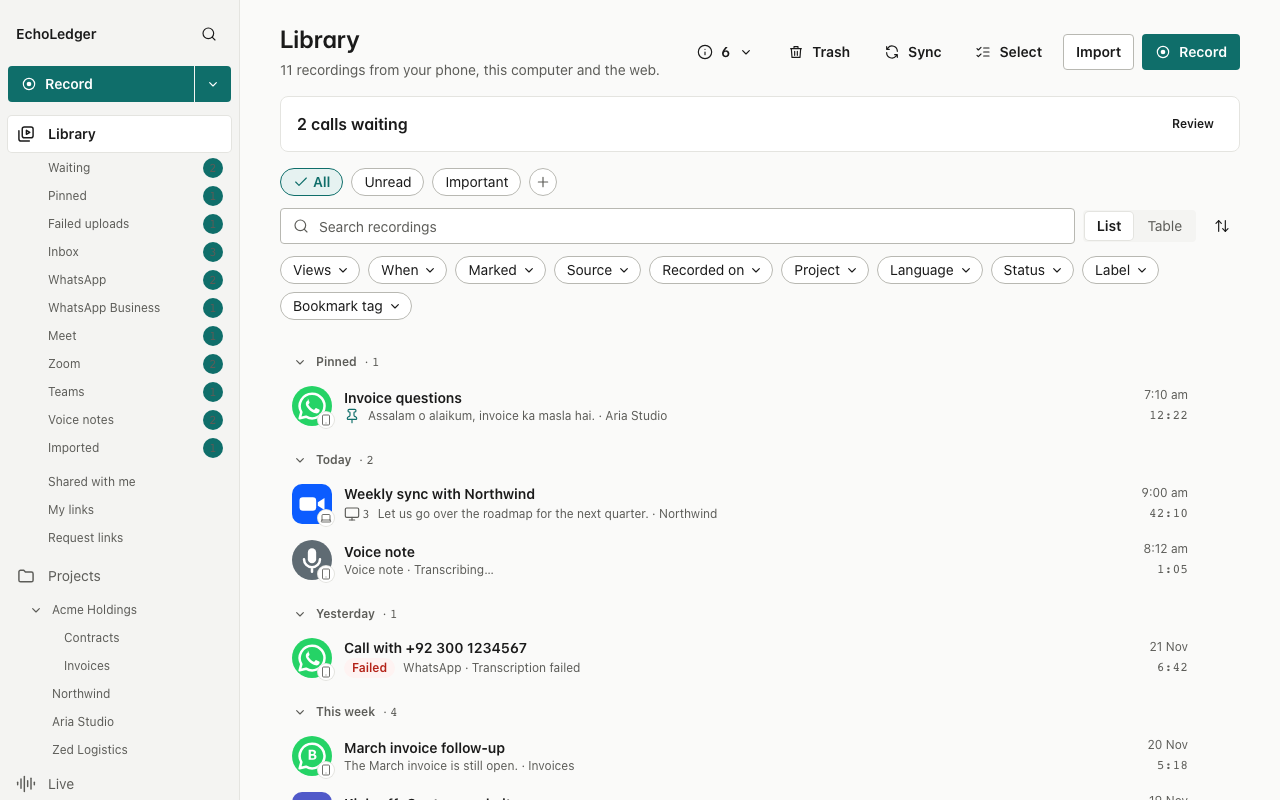 EchoLedger
Record
Library
Waiting
Pinned
Failed uploads
Inbox
WhatsApp
WhatsApp Business
Meet
Zoom
Teams
Voice notes
Imported
Shared with me
My links
Request links
Projects
Acme Holdings
Contracts
Invoices
Northwind
Aria Studio
Zed Logistics
Live
Library
11 recordings from your phone, this computer and the web.
6
Trash
Sync
Select
Import
Record
2 calls waiting
Review
All
Unread
Important
Search recordings
List
Table
Views
When
Marked
Source
Recorded on
Project
Language
Status
Label
Bookmark tag
Pinned · 1
Invoice questions
7:10 am
Assalam o alaikum, invoice ka masla hai. · Aria Studio
12:22
Today · 2
Weekly sync with Northwind
9:00 am
3 Let us go over the roadmap for the next quarter. · Northwind
42:10
Voice note
8:12 am
Voice note · Transcribing…
1:05
Yesterday · 1
Call with +92 300 1234567
21 Nov
Failed WhatsApp · Transcription failed
6:42
This week · 4
March invoice follow-up
20 Nov
The March invoice is still open. · Invoices
5:18